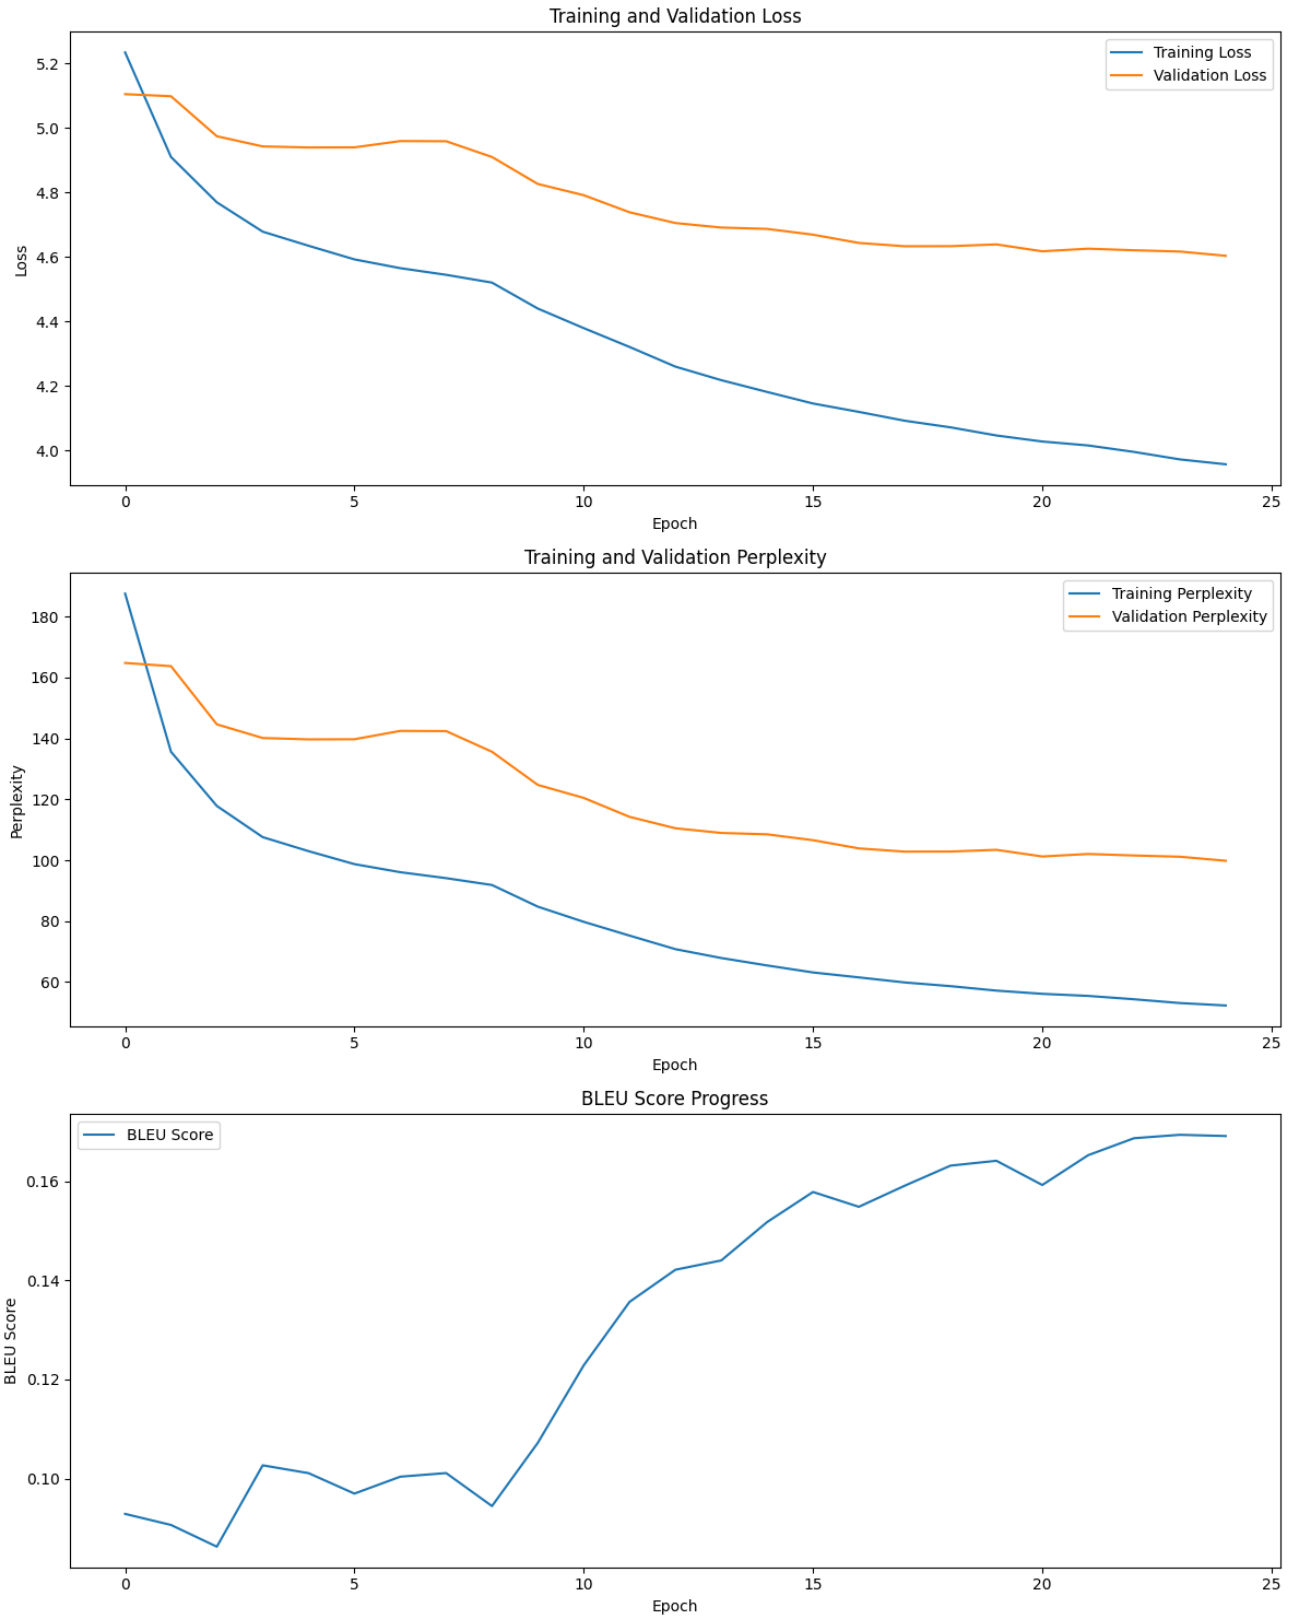 Training and Validation Loss
Training Loss
Validation Loss
5.2
5.0
4.8
4.6
4.4
4.2
4.0
Loss
0 5 10 15 20 25
Epoch
Training and Validation Perplexity
Training Perplexity
Validation Perplexity
180
160
140
120
100
80
60
Perplexity
0 5 10 15 20 25
Epoch
BLEU Score Progress
BLEU Score
0.16
0.14
0.12
0.10
BLEU Score
0 5 10 15 20 25
Epoch